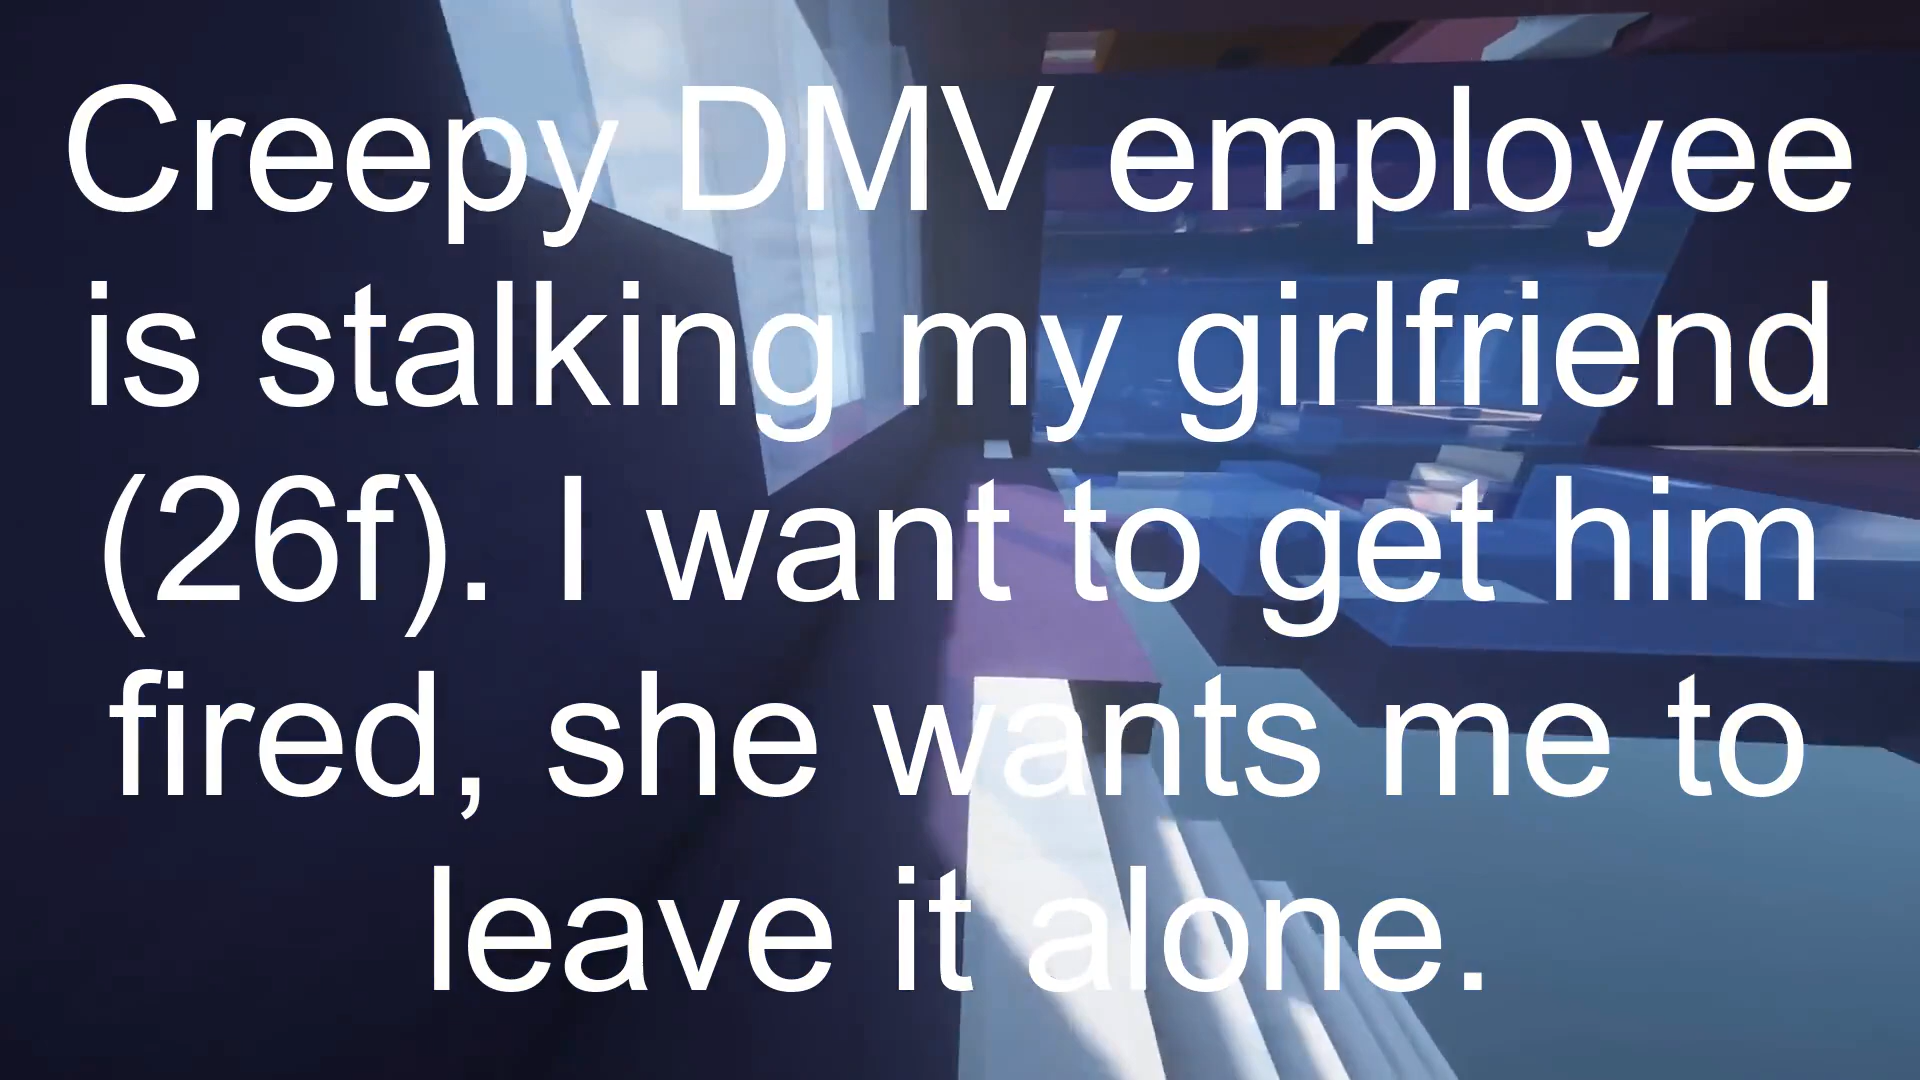 Creepy DMV employee
is stalking my girlfriend
(26f). I want to get him
fired, she wants me to
leave it alone.